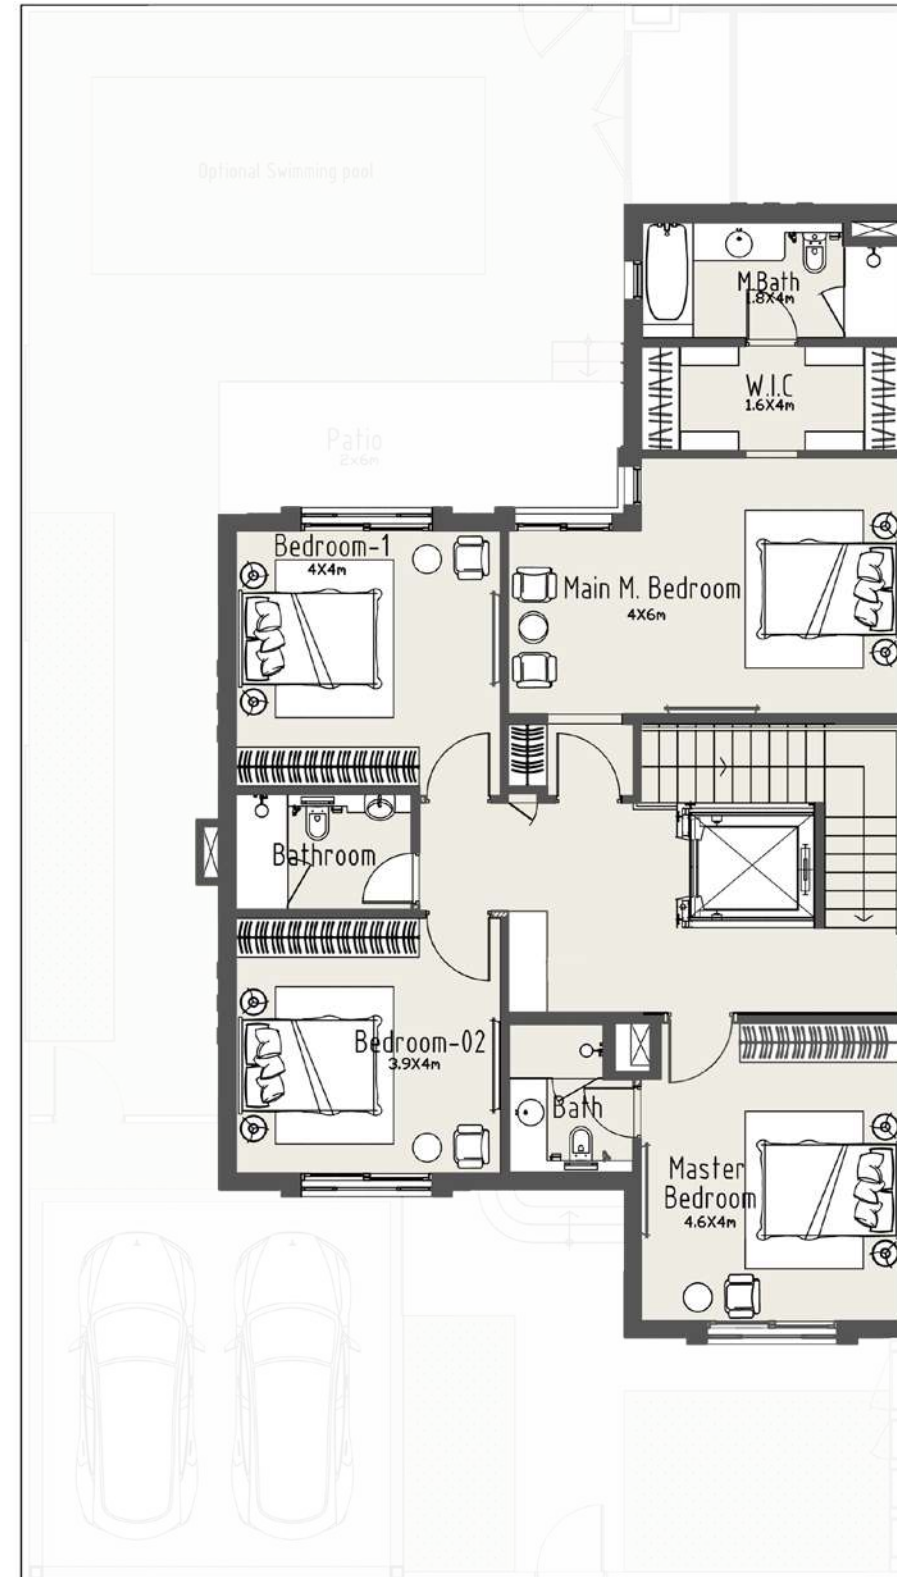 Optional Swimming pool
M.Bath
1.8X4m
W.I.C
1.6X4m
Patio
2x6m
Bedroom-1
4X4m
Main M. Bedroom
4X6m
Bathroom
Bedroom-02
3.9X4m
Bath
Master
Bedroom
4.6X4m